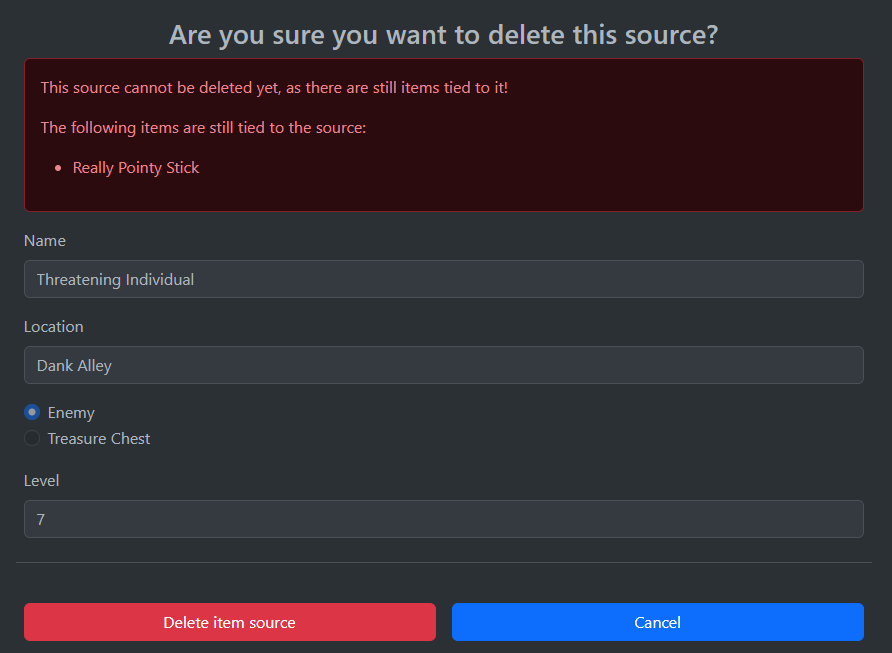 Are you sure you want to delete this source?
This source cannot be deleted yet, as there are still items tied to it!
The following items are still tied to the source:
Really Pointy Stick
Name
Threatening Individual
Location
Dank Alley
Enemy
Treasure Chest
Level
7
Delete item source
Cancel